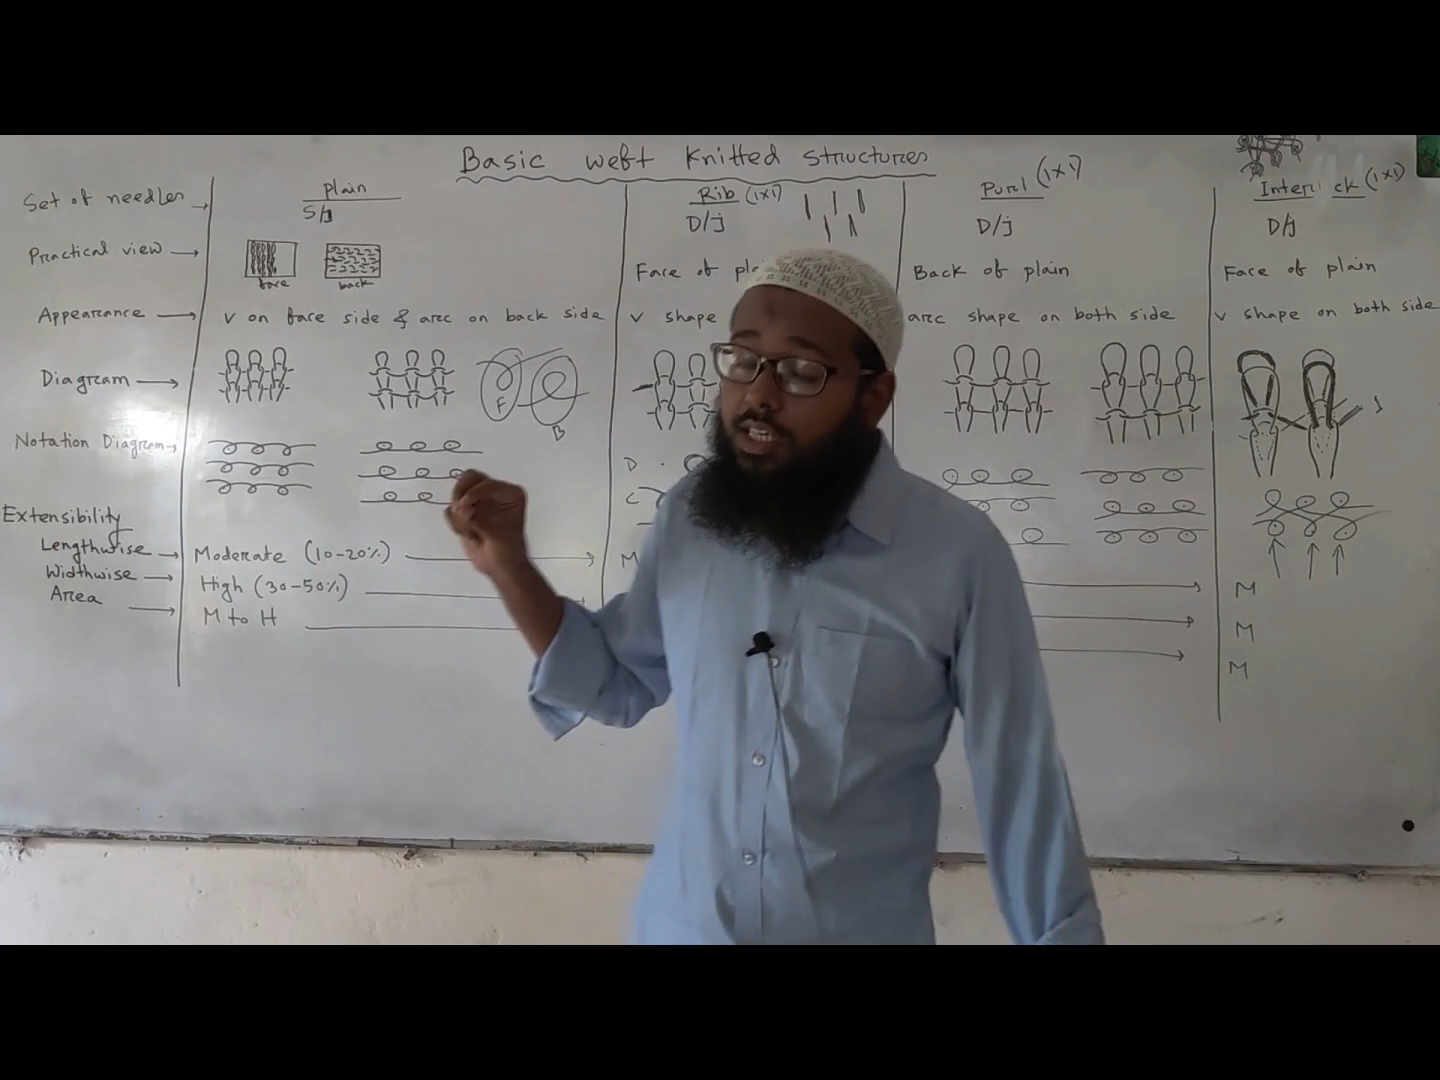 Basic weft Knitted structures
Set of needles
plain
S/J
Rib (1x1)
D/j
Purl (1x1)
D/j
(1x1)
D/j
Practical view
face
back
Face of
Back of plain
Face of plain
Appearance
v on face side & arc on back side
v shape
arc shape on both side
v shape on both side
Diagram
F
B
Notation Diagram
D
C
Extensibility
Lengthwise
Moderate (10-20%)
M
M
Widthwise
High (30-50%)
M
Area
M to H
M